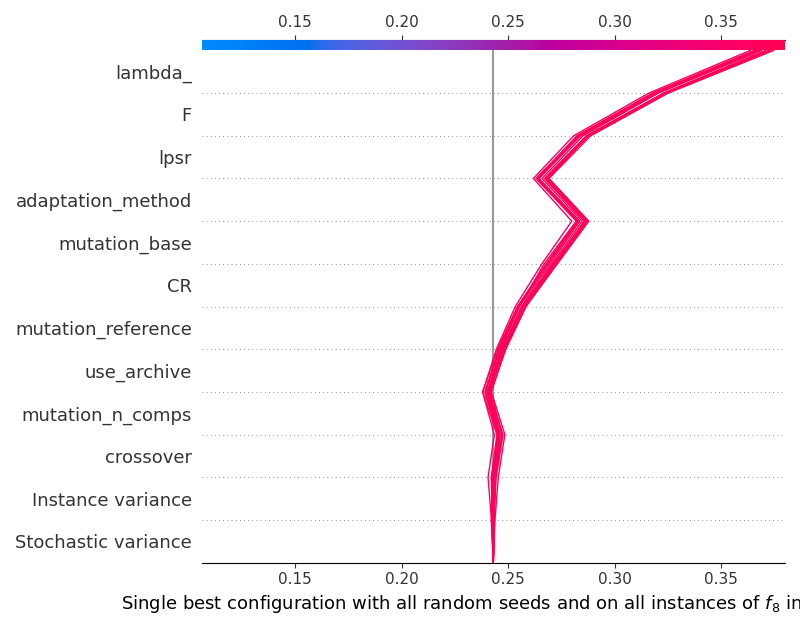 0.15 0.20 0.25 0.30 0.35
lambda_
F
lpsr
adaptation_method
mutation_base
CR
mutation_reference
use_archive
mutation_n_comps
crossover
Instance variance
Stochastic variance
0.15 0.20 0.25 0.30 0.35
Single best configuration with all random seeds and on all instances of f₈ in